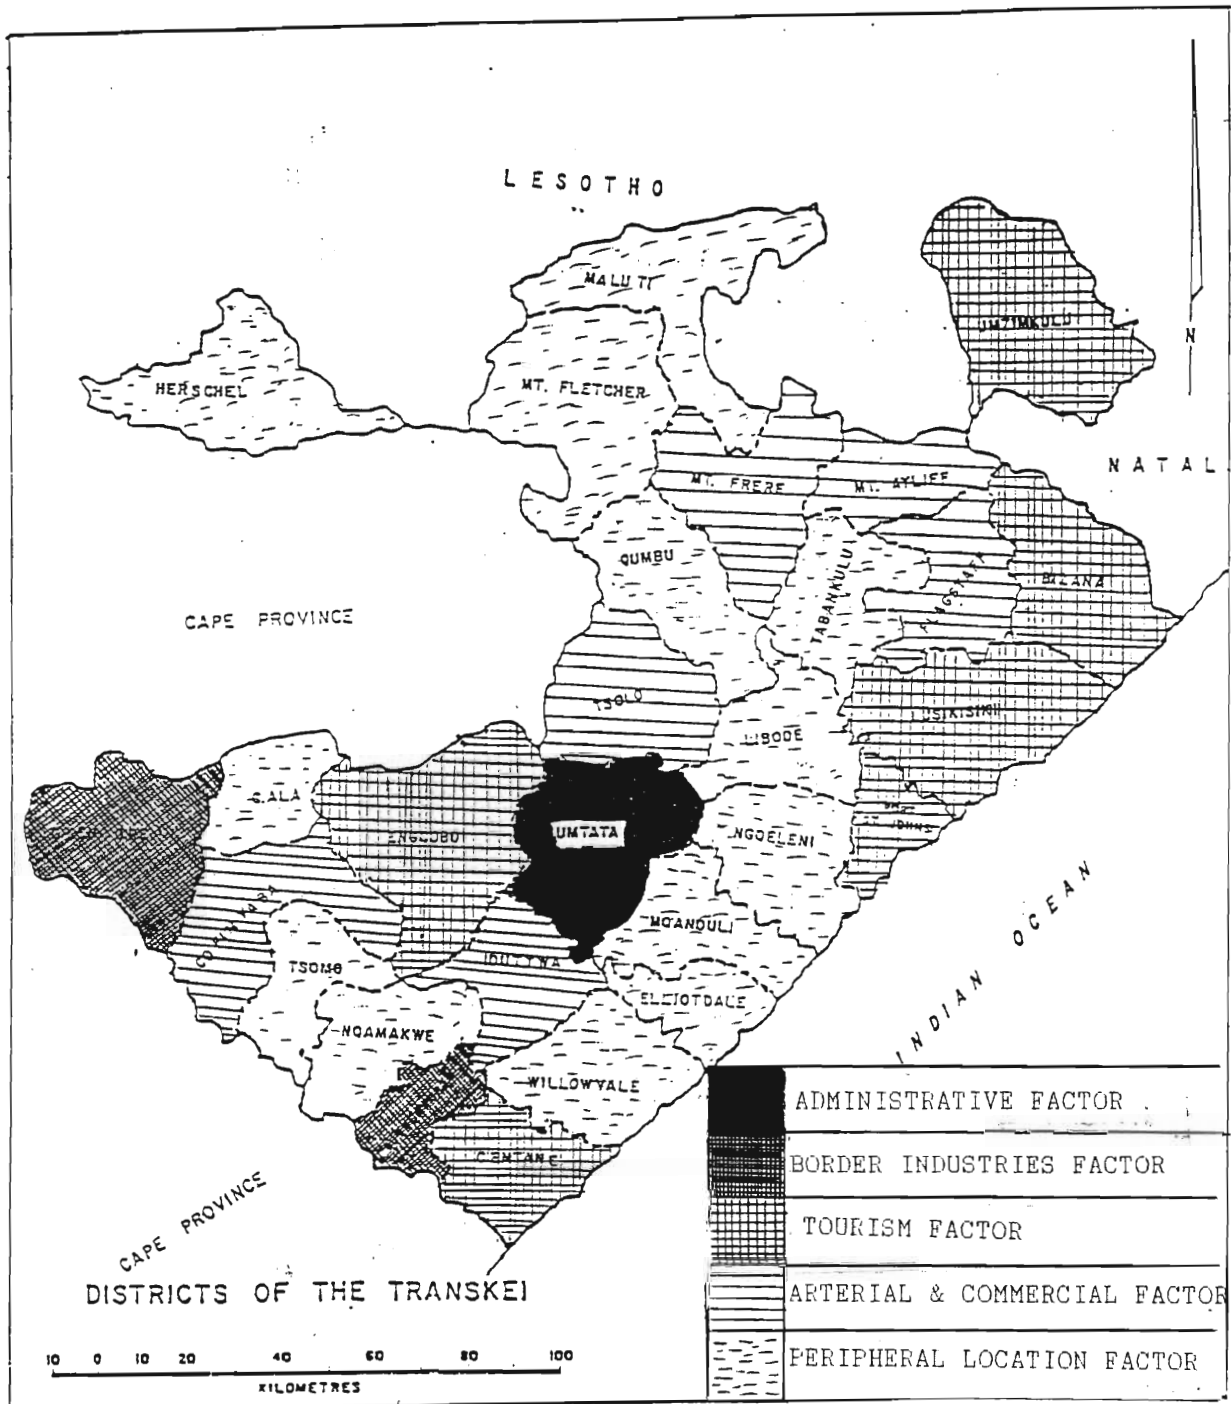 LESOTHO
MALUTI
UMZIMKULU
N
HERSCHEL
MT. FLETCHER
NATAL
MT. FRERE
MT. AYLIFF
QUMBU
TABANKULU
FLAGSTAFF
BIZANA
CAPE PROVINCE
TSOLO
LUSIKISIKI
LIBODE
ST. JOHNS
UMTATA
ENGCOBO
NGQELENI
MQANDULI
TSOMO
IDUTYWA
ELLIOTDALE
NQAMAKWE
WILLOWVALE
CENTANE
INDIAN OCEAN
CAPE PROVINCE
DISTRICTS OF THE TRANSKEI
10 0 10 20 40 60 80 100
KILOMETRES
ADMINISTRATIVE FACTOR
BORDER INDUSTRIES FACTOR
TOURISM FACTOR
ARTERIAL & COMMERCIAL FACTOR
PERIPHERAL LOCATION FACTOR